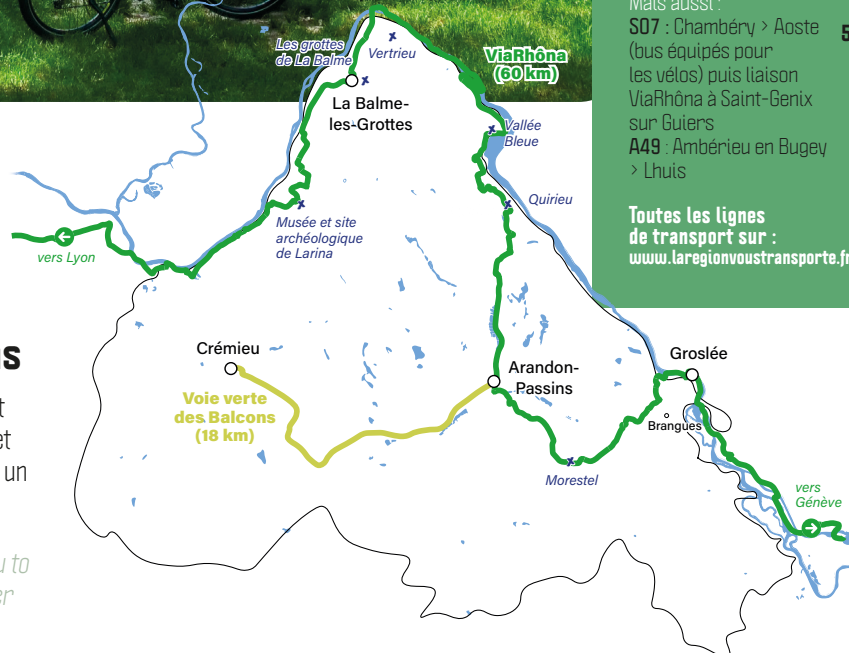 Mais aussi :
S07 : Chambéry > Aoste
(bus équipés pour
les vélos) puis liaison
ViaRhôna à Saint-Genix
sur Guiers
A49 : Ambérieu en Bugey
> Lhuis
Toutes les lignes
de transport sur :
www.laregionvoustransporte.fr
5
Les grottes
de La Balme
Vertrieu
ViaRhôna
(60 km)
La Balme-
les-Grottes
Vallée
Bleue
Quirieu
Musée et site
archéologique
de Larina
vers Lyon
Crémieu
Voie verte
des Balcons
(18 km)
Arandon-
Passins
Groslée
Brangues
Morestel
vers
Génève
s
t
et
un
u to
er